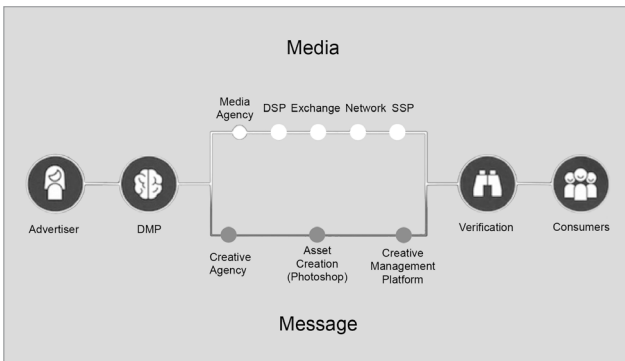 Media
Media
Agency
DSP
Exchange
Network
SSP
Advertiser
DMP
Verification
Consumers
Creative
Agency
Asset
Creation
(Photoshop)
Creative
Management
Platform
Message